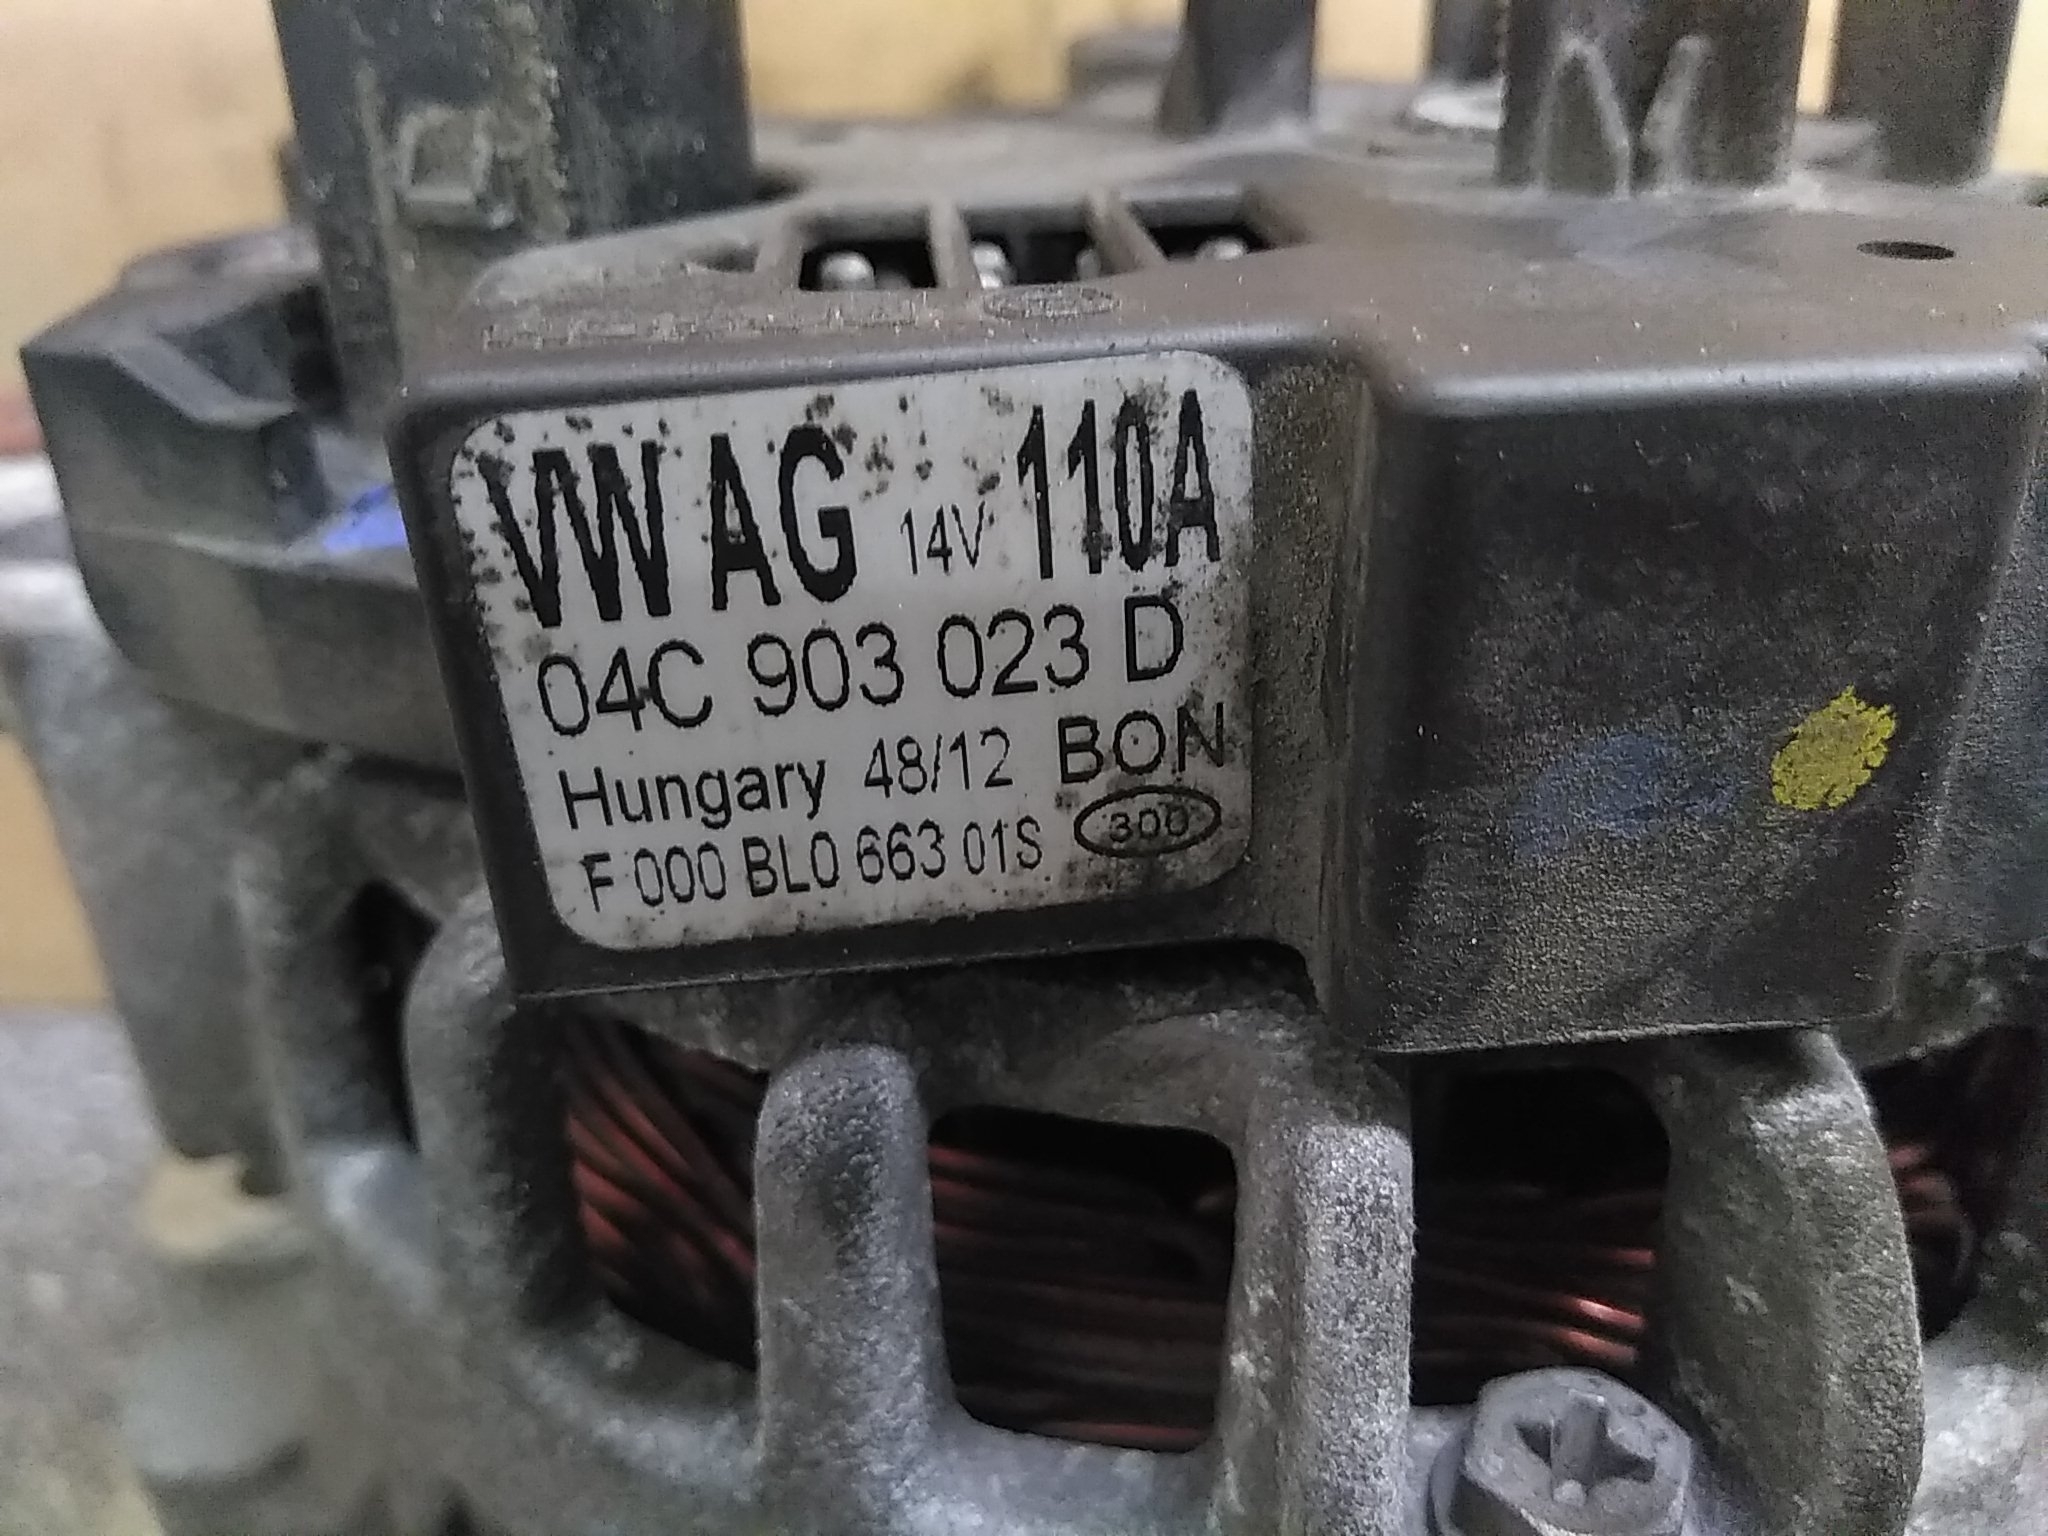 VW AG 14V 110A
04C 903 023 D
Hungary 48/12 BON
F 000 BL0 663 01S 300